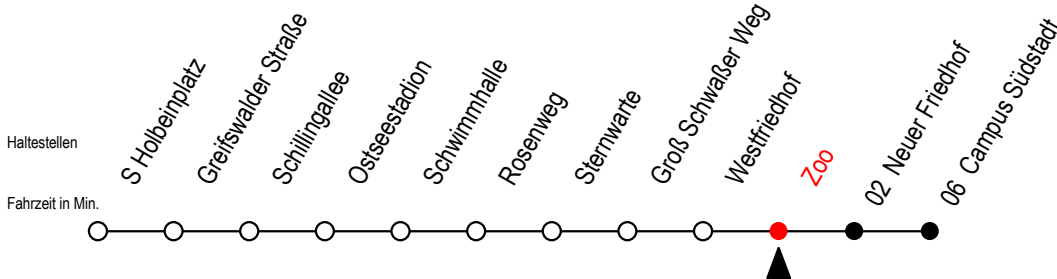 Haltestellen
Fahrzeit in Min.
S Holbeinplatz
Greifswalder Straße
Schillingallee
Ostseestadion
Schwimmhalle
Rosenweg
Sternwarte
Groß Schwaßer Weg
Westfriedhof
Zoo
02 Neuer Friedhof
06 Campus Südstadt